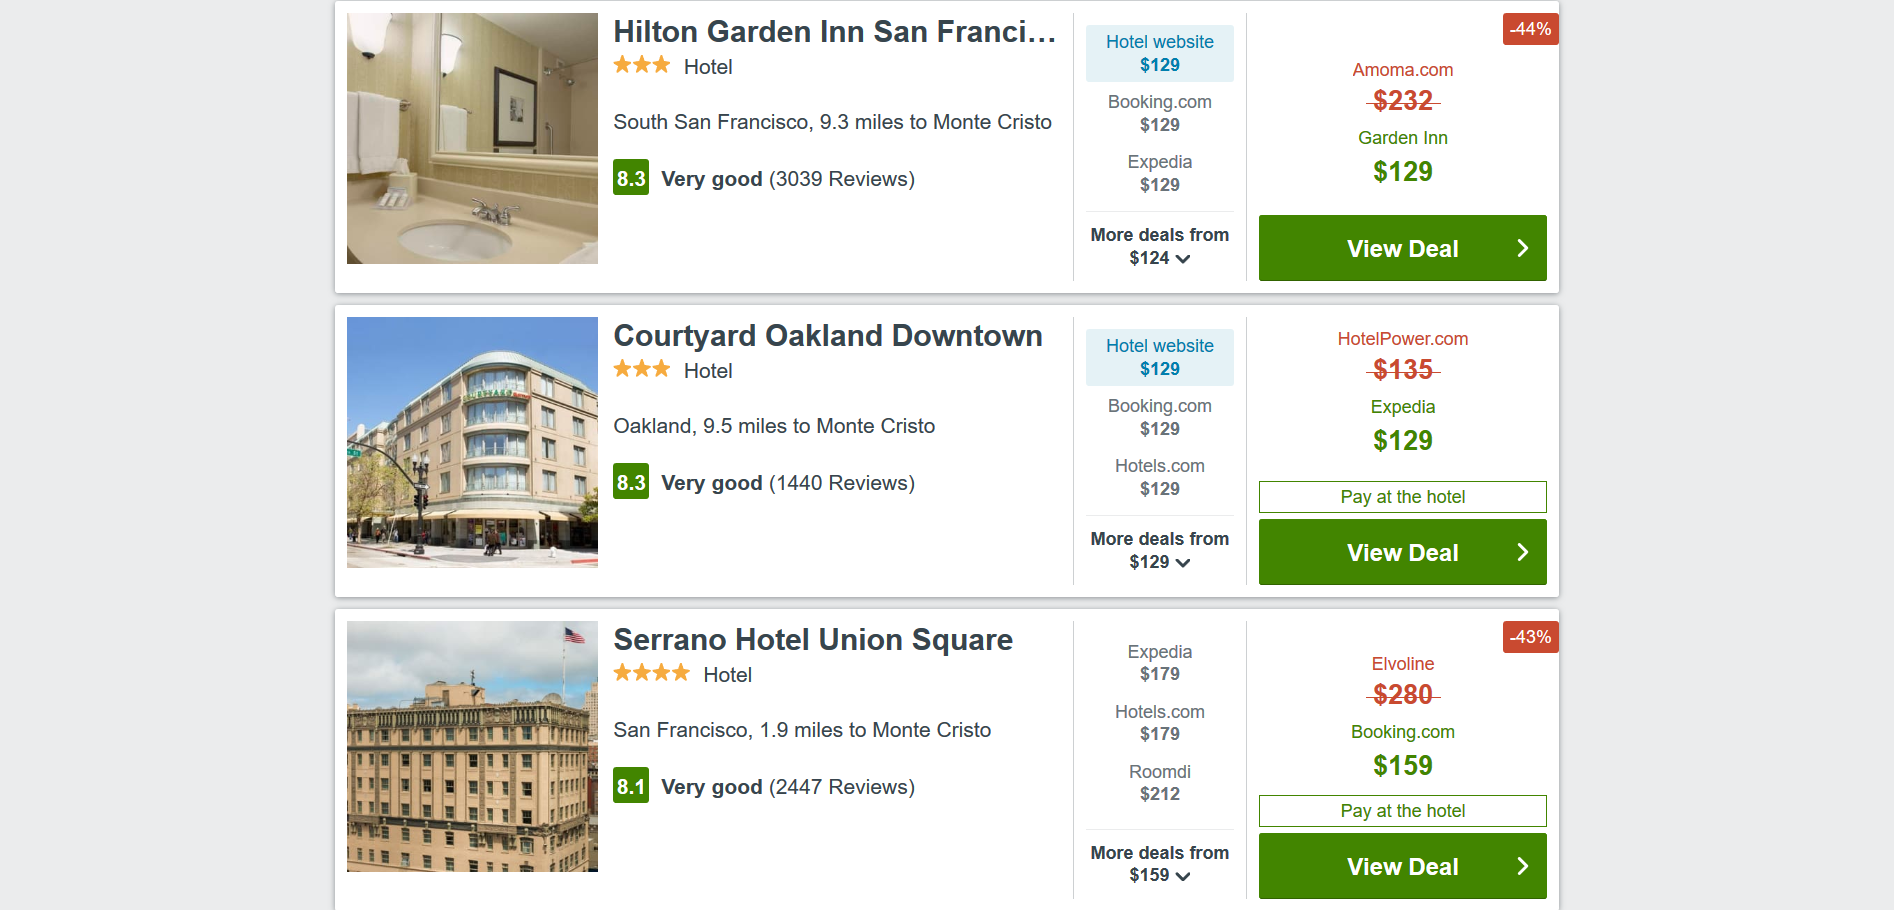 Hilton Garden Inn San Franci...
Hotel
South San Francisco, 9.3 miles to Monte Cristo
8.3 Very good (3039 Reviews)
Hotel website
$129
Booking.com
$129
Expedia
$129
More deals from
$124
-44%
Amoma.com
$232
Garden Inn
$129
View Deal
Courtyard Oakland Downtown
Hotel
Oakland, 9.5 miles to Monte Cristo
8.3 Very good (1440 Reviews)
Hotel website
$129
Booking.com
$129
Hotels.com
$129
More deals from
$129
HotelPower.com
$135
Expedia
$129
Pay at the hotel
View Deal
Serrano Hotel Union Square
Hotel
San Francisco, 1.9 miles to Monte Cristo
8.1 Very good (2447 Reviews)
Expedia
$179
Hotels.com
$179
Roomdi
$212
More deals from
$159
-43%
Elvoline
$280
Booking.com
$159
Pay at the hotel
View Deal